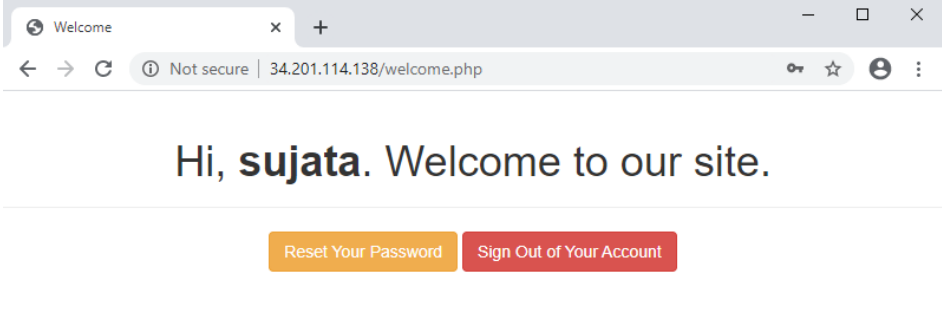 Welcome
Not secure | 34.201.114.138/welcome.php
Hi, sujata. Welcome to our site.
Reset Your Password Sign Out of Your Account